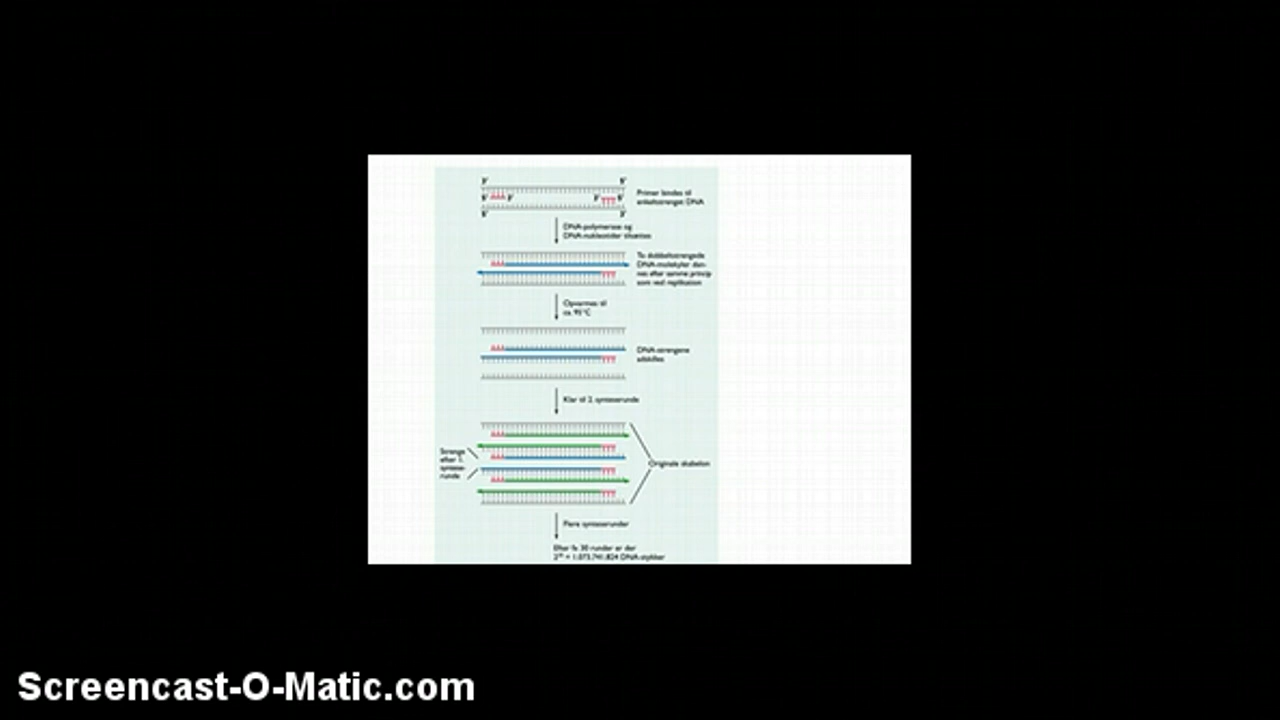 3' 5'
5' 3' 3' 5'
5' 3'
Primer bindes til
enkeltstrenget DNA
DNA-polymerase og
DNA-nukleotider tilsættes
To dobbeltstrengede
DNA-molekyler dan-
nes efter samme princip
som ved replikation
Opvarmes til
ca. 95°C
DNA-strengene
adskilles
Klar til 2. synteserunde
Strenge
efter 1.
syntese-
runde
Originale skabelon
Flere synteserunder
Efter fx 30 runder er der
2³⁰ = 1.073.741.824 DNA-stykker
Screencast-O-Matic.com